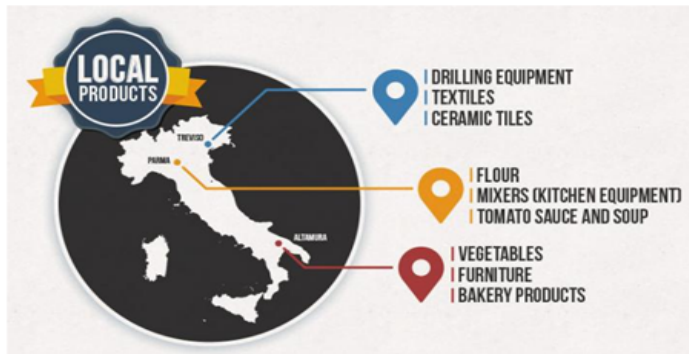 LOCAL
PRODUCTS
TREVISO
PARMA
ALTAMURA
DRILLING EQUIPMENT
TEXTILES
CERAMIC TILES
FLOUR
MIXERS (KITCHEN EQUIPMENT)
TOMATO SAUCE AND SOUP
VEGETABLES
FURNITURE
BAKERY PRODUCTS